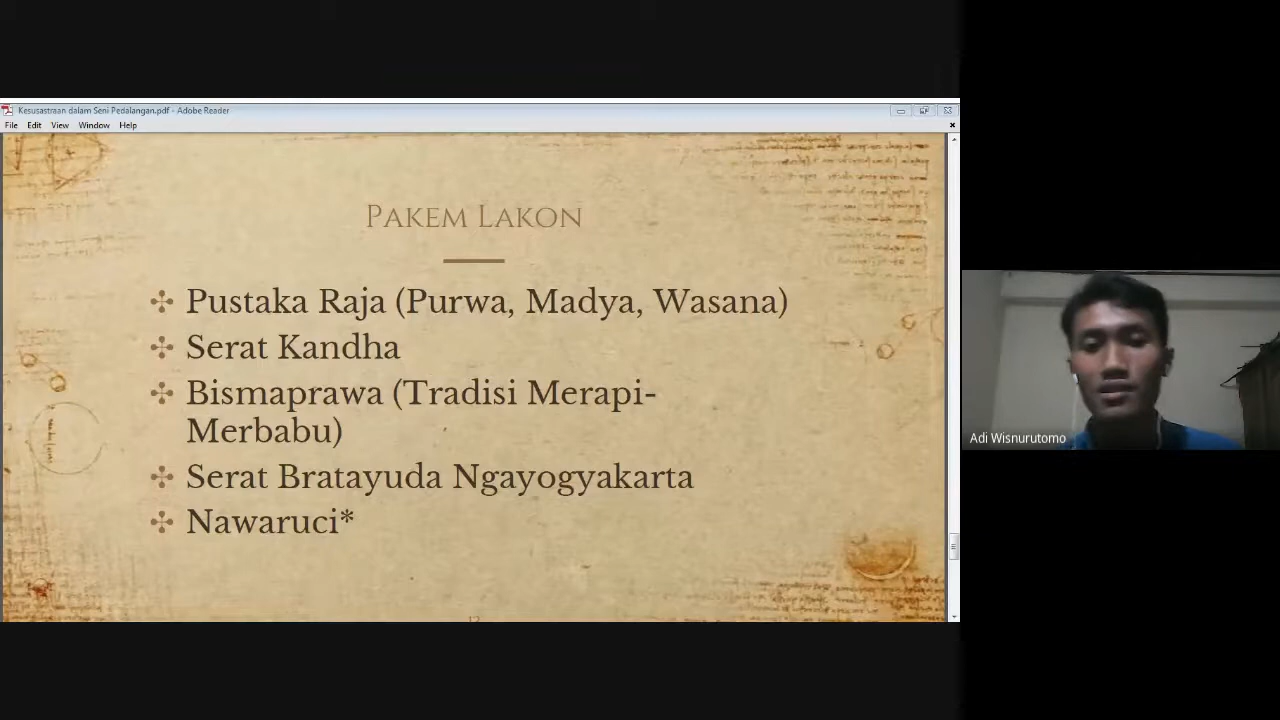 Kesusastraan dalam Seni Pedalangan.pdf - Adobe Reader
File Edit View Window Help
Pakem Lakon
Pustaka Raja (Purwa, Madya, Wasana)
Serat Kandha
Bismaprawa (Tradisi Merapi-
Merbabu)
Serat Bratayuda Ngayogyakarta
Nawaruci*
Adi Wisnurutomo